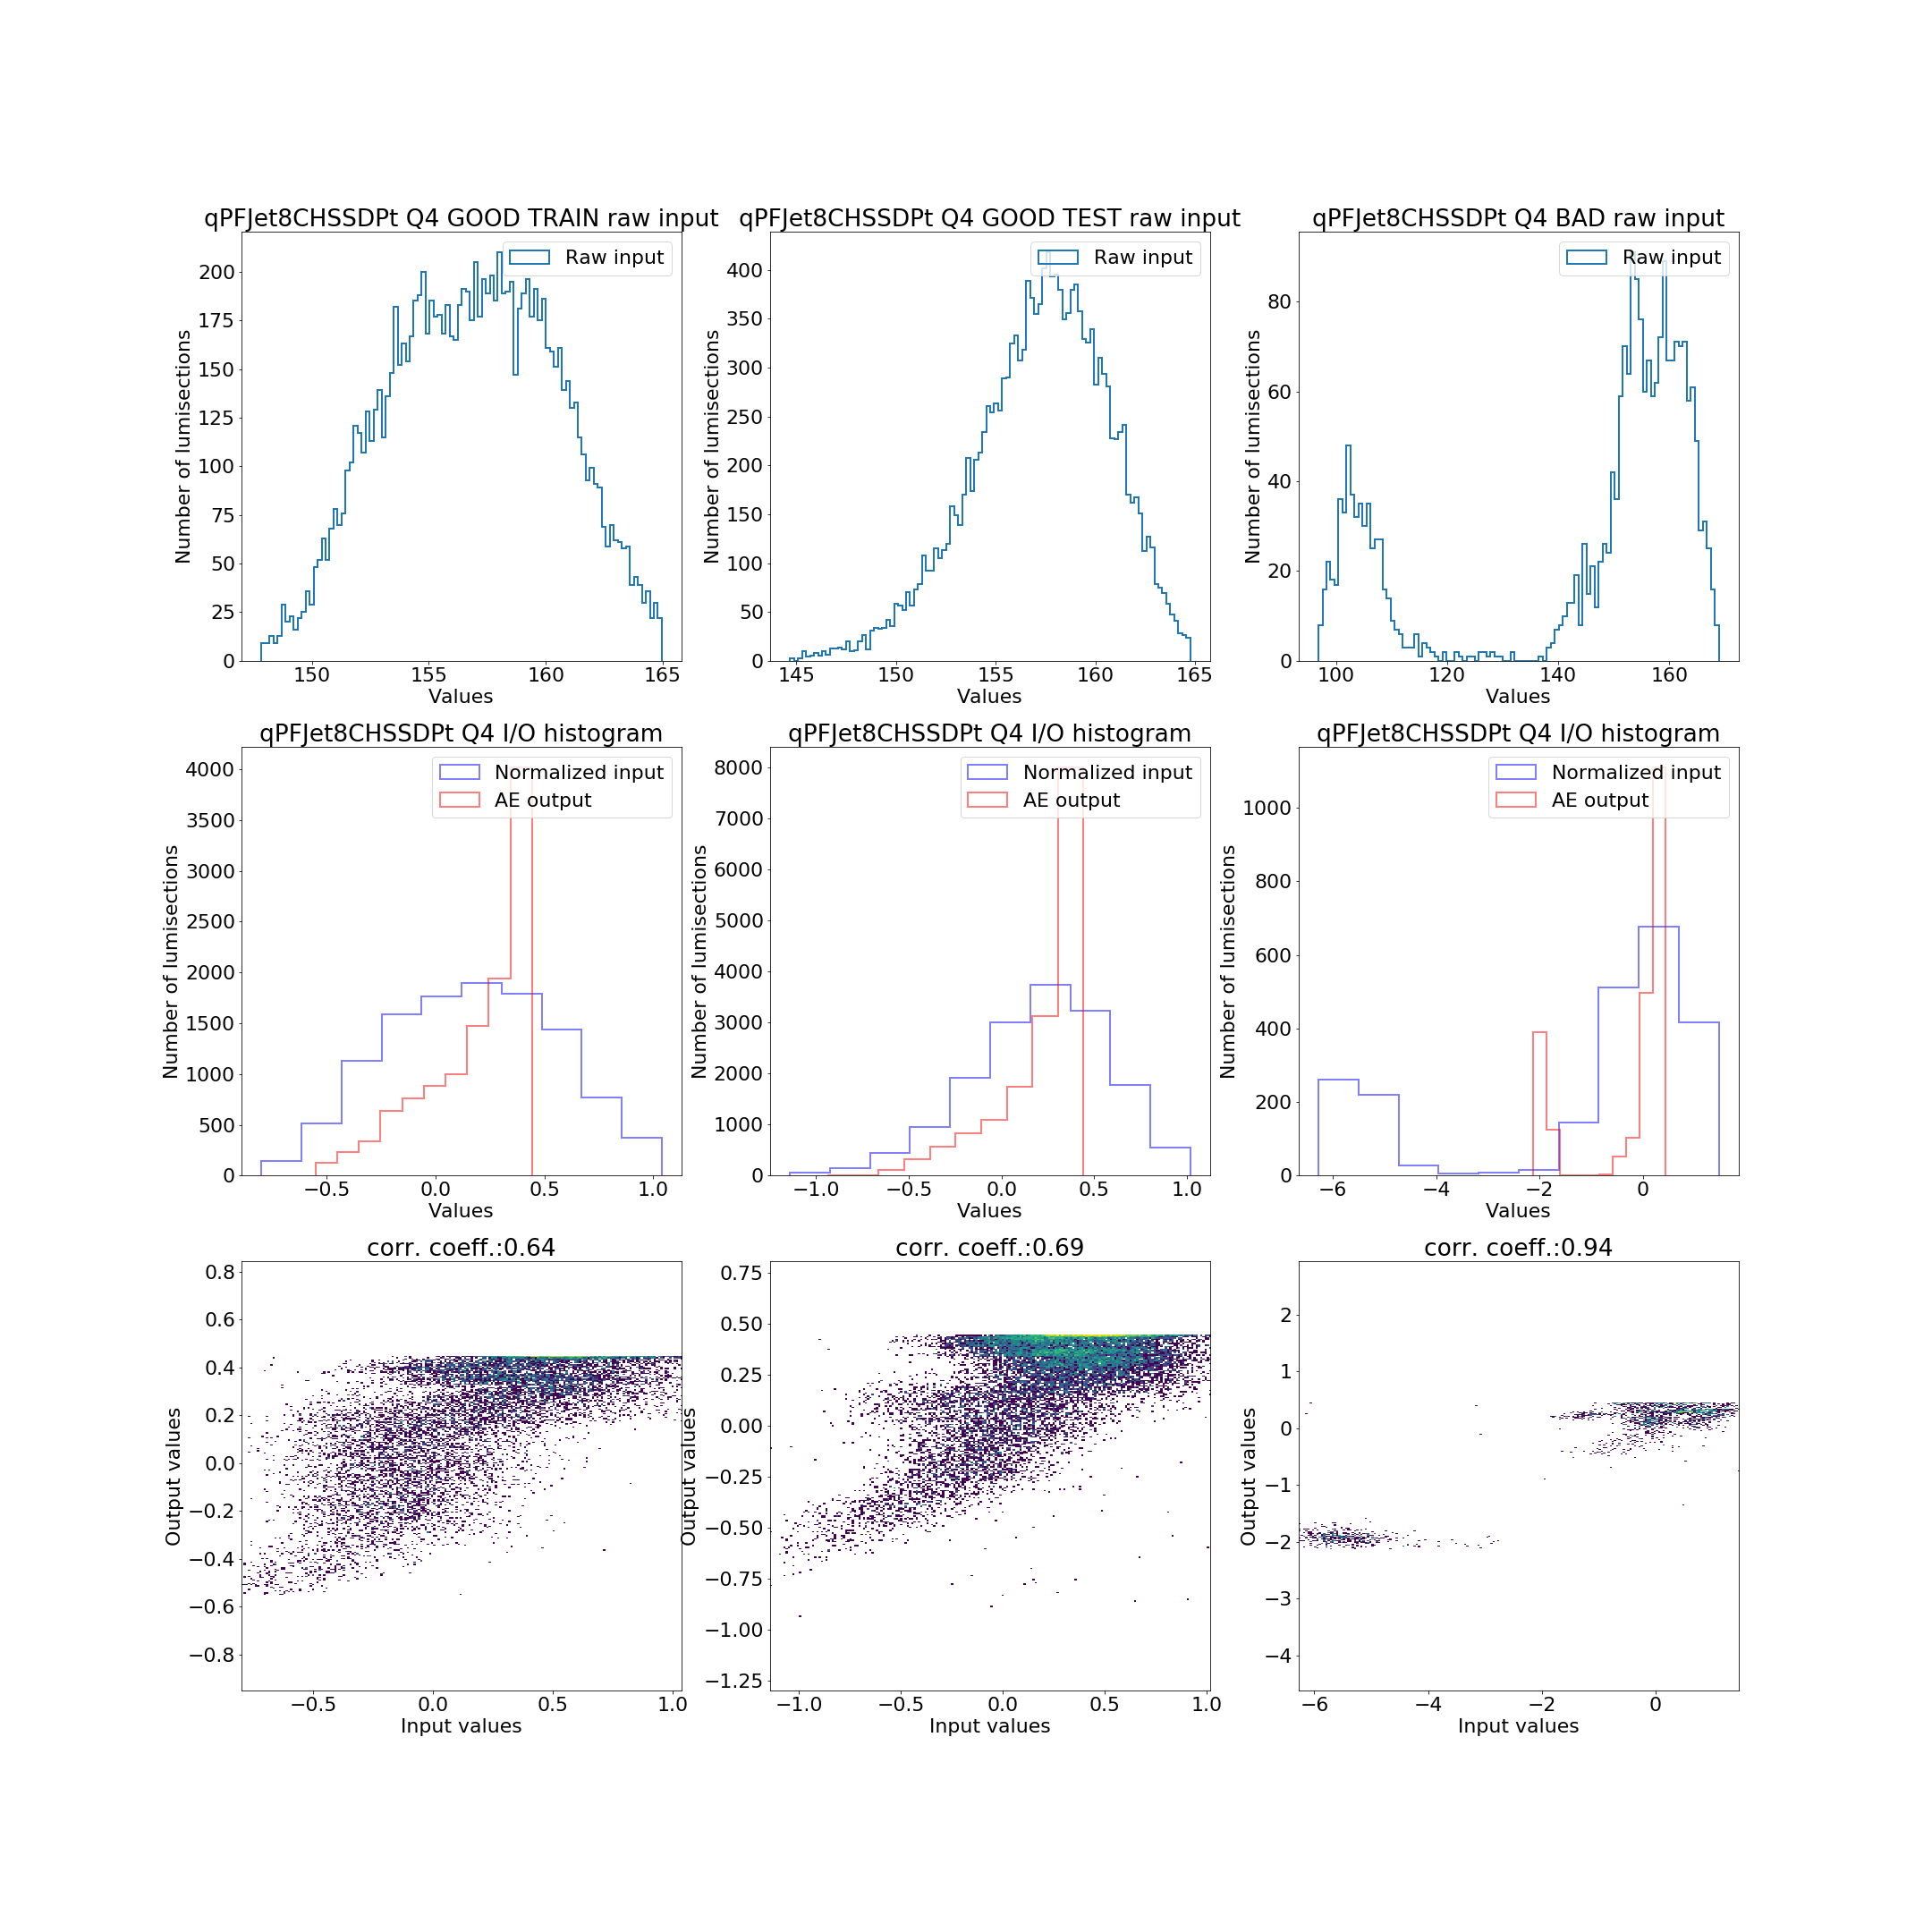 qPFJet8CHSSDPt Q4 GOOD TRAIN raw input
Number of lumisections
200
175
150
125
100
75
50
25
0
Raw input
150 155 160 165
Values
qPFJet8CHSSDPt Q4 GOOD TEST raw input
Number of lumisections
400
350
300
250
200
150
100
50
0
Raw input
145 150 155 160 165
Values
qPFJet8CHSSDPt Q4 BAD raw input
Number of lumisections
80
60
40
20
0
Raw input
100 120 140 160
Values
qPFJet8CHSSDPt Q4 I/O histogram
Number of lumisections
4000
3500
3000
2500
2000
1500
1000
500
0
Normalized input
AE output
−0.5 0.0 0.5 1.0
Values
qPFJet8CHSSDPt Q4 I/O histogram
Number of lumisections
8000
7000
6000
5000
4000
3000
2000
1000
0
Normalized input
AE output
−1.0 −0.5 0.0 0.5 1.0
Values
qPFJet8CHSSDPt Q4 I/O histogram
Number of lumisections
1000
800
600
400
200
0
Normalized input
AE output
−6 −4 −2 0
Values
corr. coeff.:0.64
Output values
0.8
0.6
0.4
0.2
0.0
−0.2
−0.4
−0.6
−0.8
−0.5 0.0 0.5 1.0
Input values
corr. coeff.:0.69
Output values
0.75
0.50
0.25
0.00
−0.25
−0.50
−0.75
−1.00
−1.25
−1.0 −0.5 0.0 0.5 1.0
Input values
corr. coeff.:0.94
Output values
2
1
0
−1
−2
−3
−4
−6 −4 −2 0
Input values